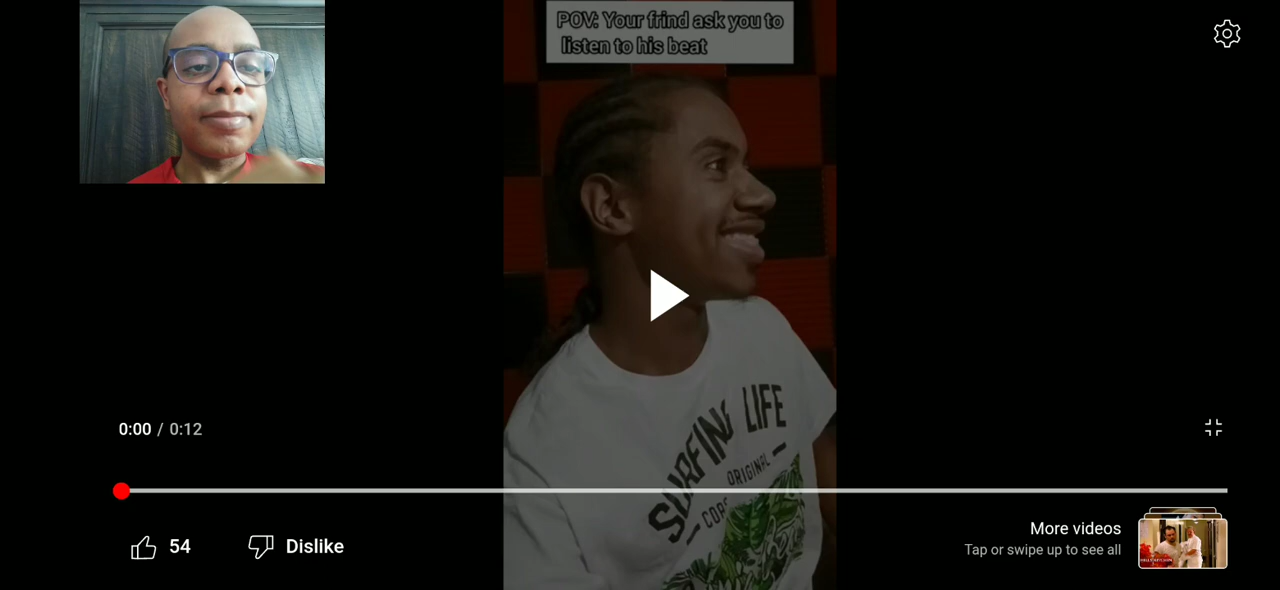 POV: Your frind ask you to
listen to his beat
SURFING LIFE
ORIGINAL
0:00 / 0:12
54
Dislike
More videos
Tap or swipe up to see all